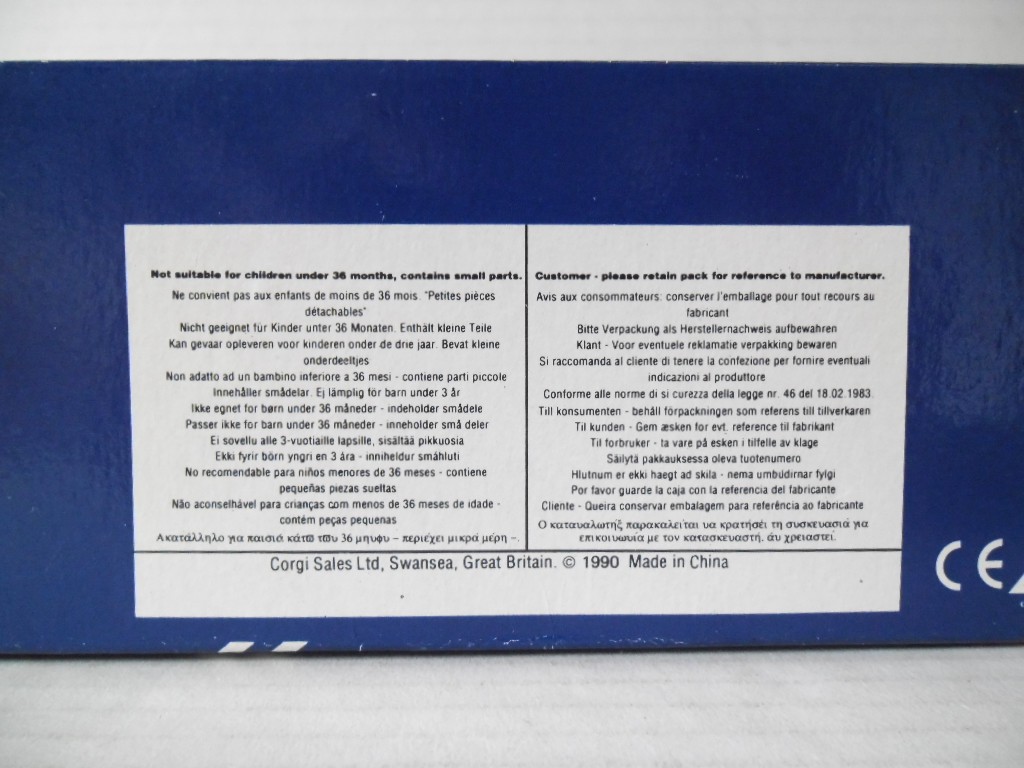 Not suitable for children under 36 months, contains small parts.
Ne convient pas aux enfants de moins de 36 mois. "Petites pièces
détachables"
Nicht geeignet für Kinder unter 36 Monaten. Enthält kleine Teile
Kan gevaar opleveren voor kinderen onder de drie jaar. Bevat kleine
onderdeeltjes
Non adatto ad un bambino inferiore a 36 mesi - contiene parti piccole
Innehåller smådelar. Ej lämplig för barn under 3 år
Ikke egnet for børn under 36 måneder - indeholder smådele
Passer ikke for barn under 36 måneder - inneholder små deler
Ei sovellu alle 3-vuotiaille lapsille, sisältää pikkuosia
Ekki fyrir börn yngri en 3 ára - inniheldur smáhluti
No recomendable para niños menores de 36 meses - contiene
pequeñas piezas sueltas
Não aconselhável para crianças com menos de 36 meses de idade -
contém peças pequenas
Ακατάλληλο για παισιά κάτω του 36 μηυφυ – περιέχει μικρά μέρη –.
Customer - please retain pack for reference to manufacturer.
Avis aux consommateurs: conserver l'emballage pour tout recours au
fabricant
Bitte Verpackung als Herstellernachweis aufbewahren
Klant - Voor eventuele reklamatie verpakking bewaren
Si raccomanda al cliente di tenere la confezione per fornire eventuali
indicazioni al produttore
Conforme alle norme di si curezza della legge nr. 46 del 18.02.1983.
Till konsumenten - behåll förpackningen som referens till tillverkaren
Til kunden - Gem æsken for evt. reference til fabrikant
Til forbruker - ta vare på esken i tilfelle av klage
Säilytä pakkauksessa oleva tuotenumero
Hlutnum er ekki haegt ad skila - nema umbúdirnar fylgi
Por favor guarde la caja con la referencia del fabricante
Cliente - Queira conservar embalagem para referência ao fabricante
Ο καταυαλωτηξ παρακαλείται υα κρατήσεί τη συσκευασία για
επικοιυωυία με τον κατασκευαστή, άυ χρειαστεί.
Corgi Sales Ltd, Swansea, Great Britain. © 1990 Made in China
CE